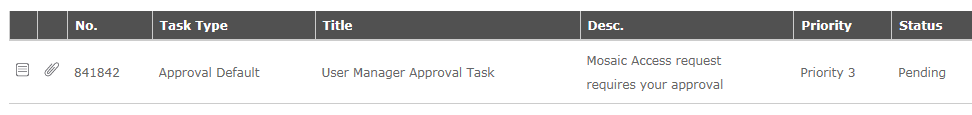 No. Task Type Title Desc. Priority Status
841842 Approval Default User Manager Approval Task Mosaic Access request requires your approval Priority 3 Pending